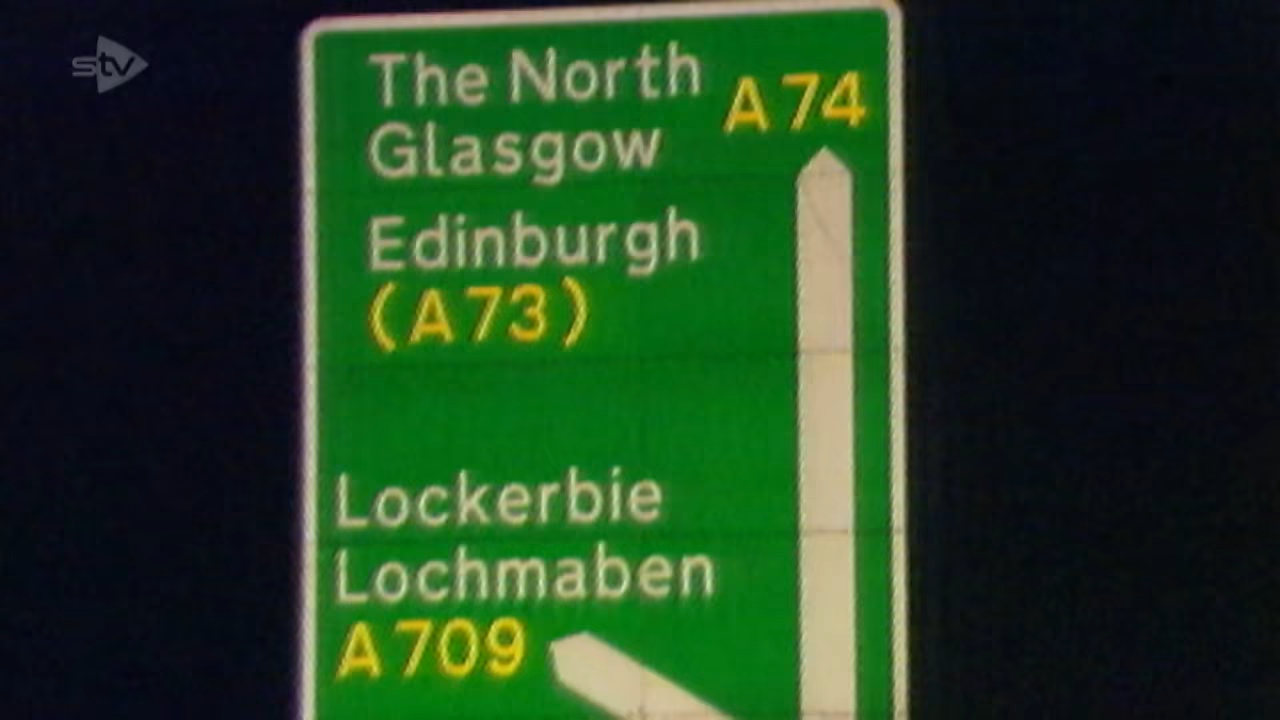 stv
The North
Glasgow
A74
Edinburgh
(A73)
Lockerbie
Lochmaben
A709